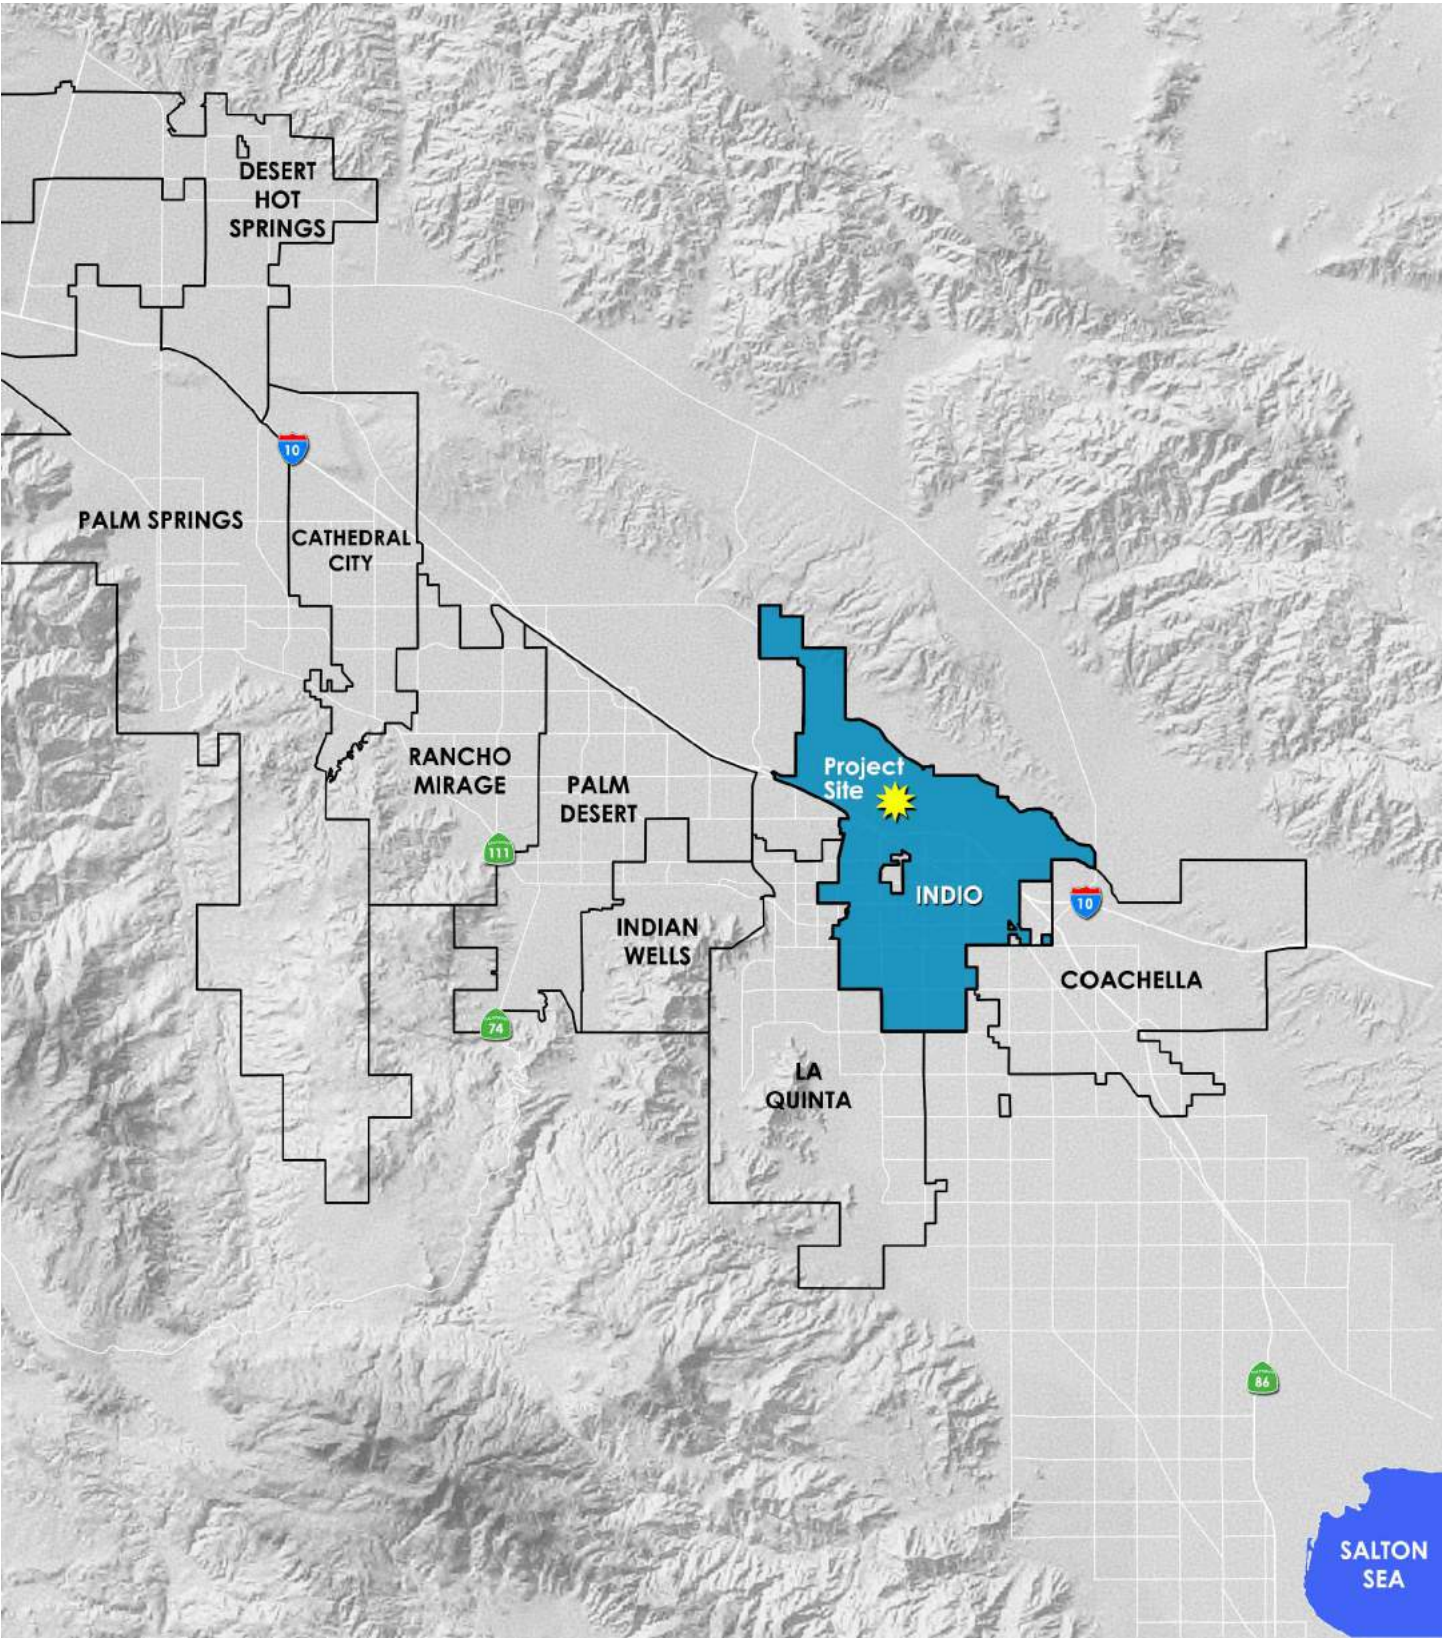 DESERT
HOT
SPRINGS
10
PALM SPRINGS
CATHEDRAL
CITY
RANCHO
MIRAGE
PALM
DESERT
Project
Site
111
INDIO
10
INDIAN
WELLS
COACHELLA
74
LA
QUINTA
86
SALTON
SEA